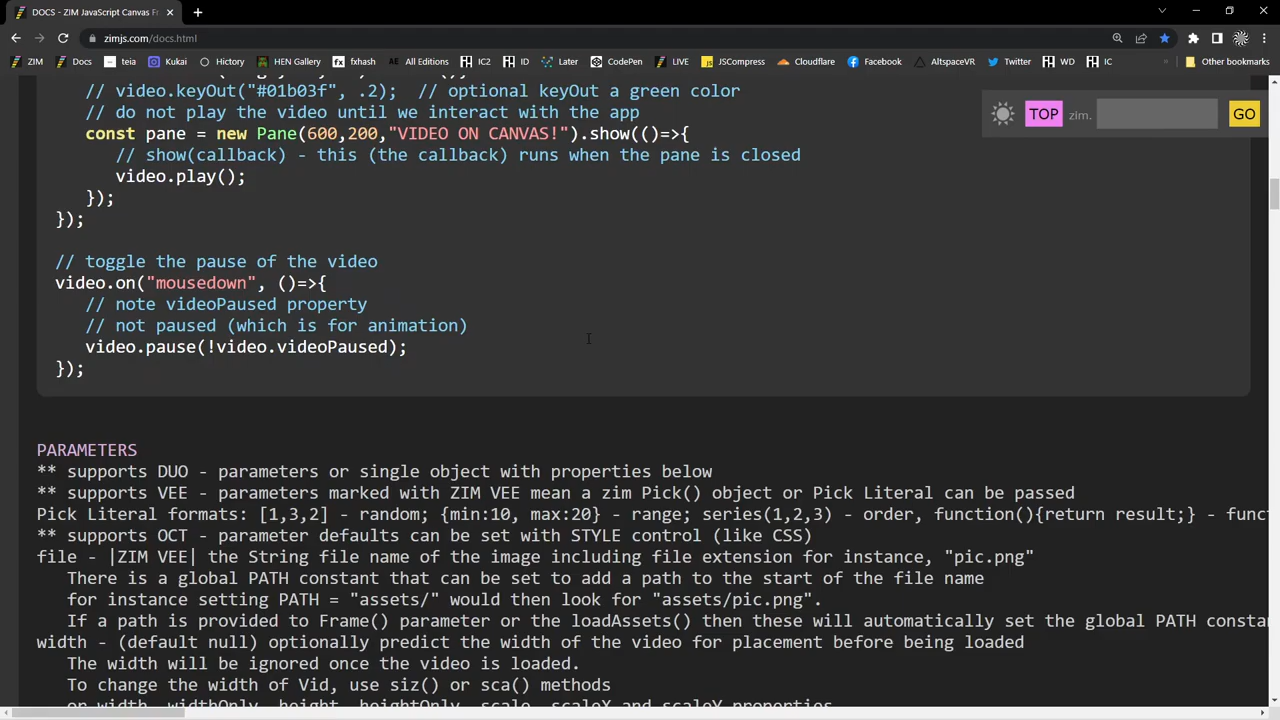 DOCS - ZIM JavaScript Canvas Fr
zimjs.com/docs.html
ZIM
Docs
teia
Kukai
Hictory
HEN Gallery
fxhash
All Editions
IC2
ID
Later
CodePen
LIVE
JSCompress
Cloudflare
Facebook
AltspaceVR
Twitter
WD
IC
Other bookmarks
// video.keyOut("#01b03f", .2);  // optional keyOut a green color
// do not play the video until we interact with the app
const pane = new Pane(600,200,"VIDEO ON CANVAS!").show(()=>{
// show(callback) - this (the callback) runs when the pane is closed
video.play();
});
});
TOP
zim.
GO
// toggle the pause of the video
video.on("mousedown", ()=>{
// note videoPaused property
// not paused (which is for animation)
video.pause(!video.videoPaused);
});
PARAMETERS
** supports DUO - parameters or single object with properties below
** supports VEE - parameters marked with ZIM VEE mean a zim Pick() object or Pick Literal can be passed
Pick Literal formats: [1,3,2] - random; {min:10, max:20} - range; series(1,2,3) - order, function(){return result;} - func
** supports OCT - parameter defaults can be set with STYLE control (like CSS)
file - |ZIM VEE| the String file name of the image including file extension for instance, "pic.png"
There is a global PATH constant that can be set to add a path to the start of the file name
for instance setting PATH = "assets/" would then look for "assets/pic.png".
If a path is provided to Frame() parameter or the loadAssets() then these will automatically set the global PATH constan
width - (default null) optionally predict the width of the video for placement before being loaded
The width will be ignored once the video is loaded.
To change the width of Vid, use siz() or sca() methods
or width, widthOnly, height, heightOnly, scale, scaleX and scaleY properties